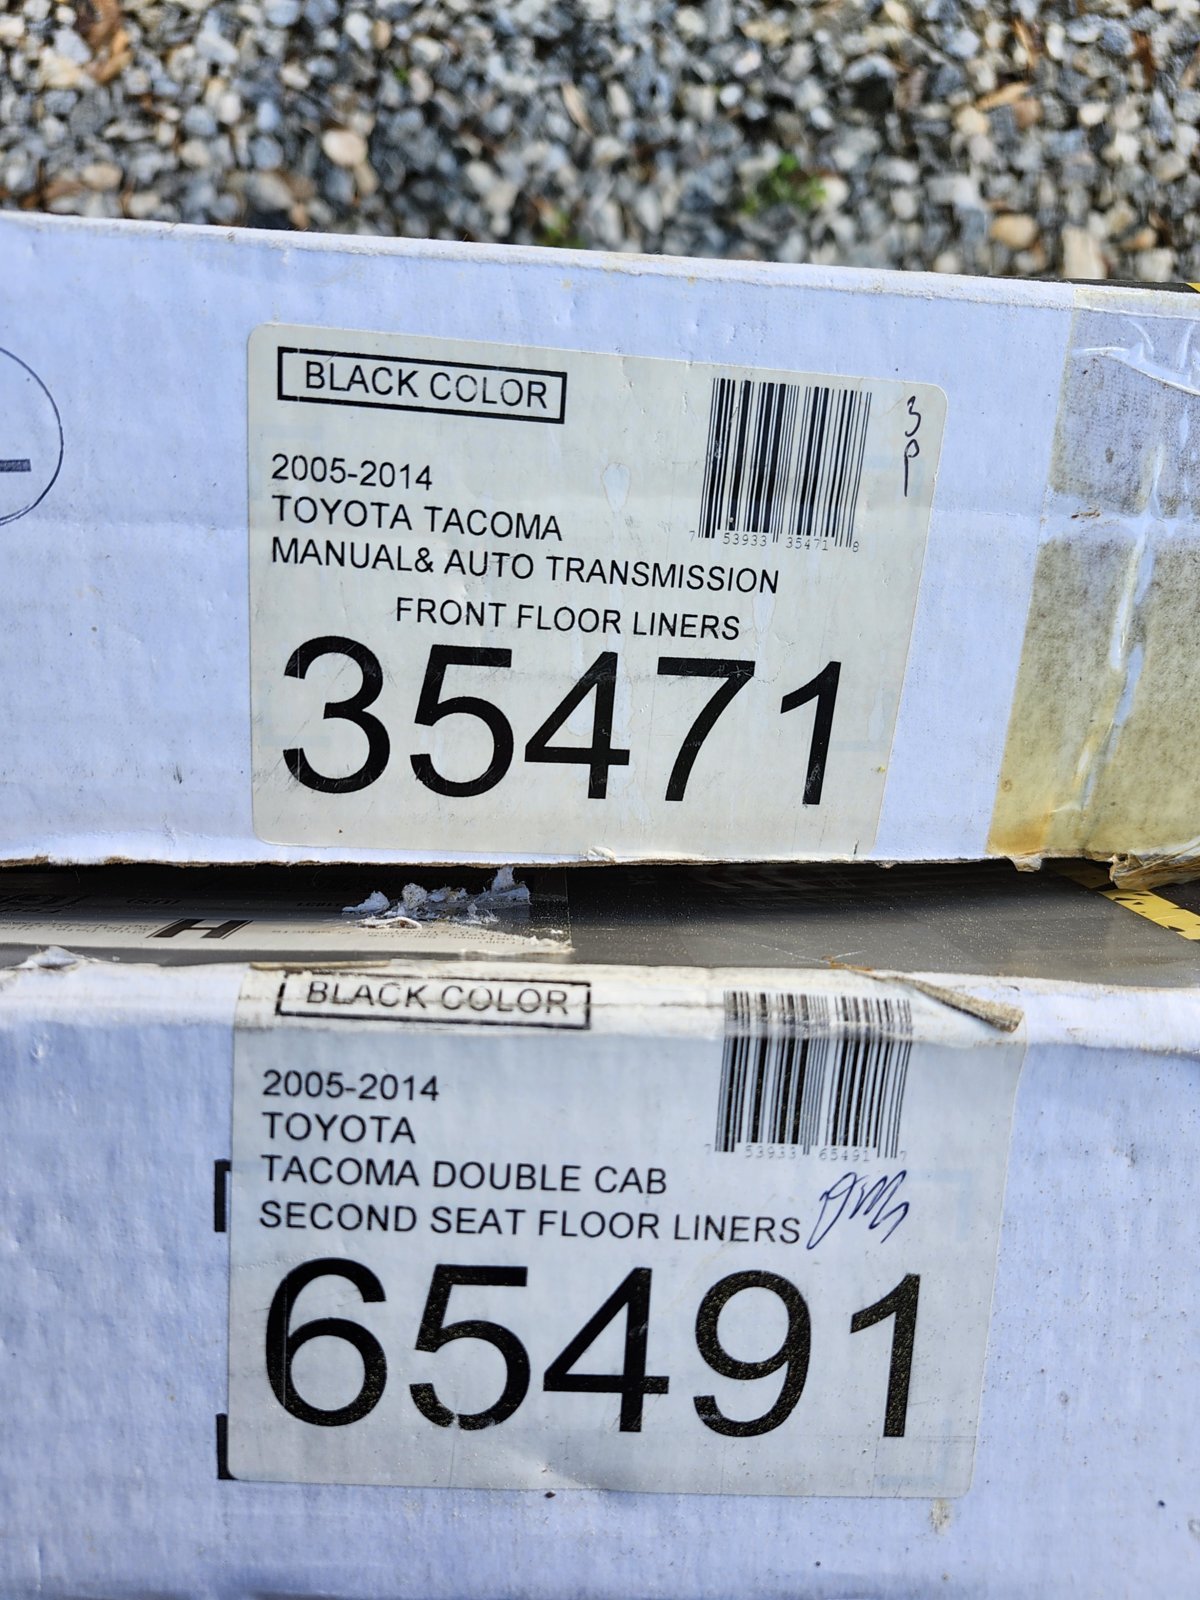 BLACK COLOR
3
P
2005-2014
TOYOTA TACOMA
MANUAL& AUTO TRANSMISSION
7 53933 35471 8
FRONT FLOOR LINERS
35471
H
BLACK COLOR
2005-2014
TOYOTA
TACOMA DOUBLE CAB
7 53933 65491 7
SECOND SEAT FLOOR LINERS
65491